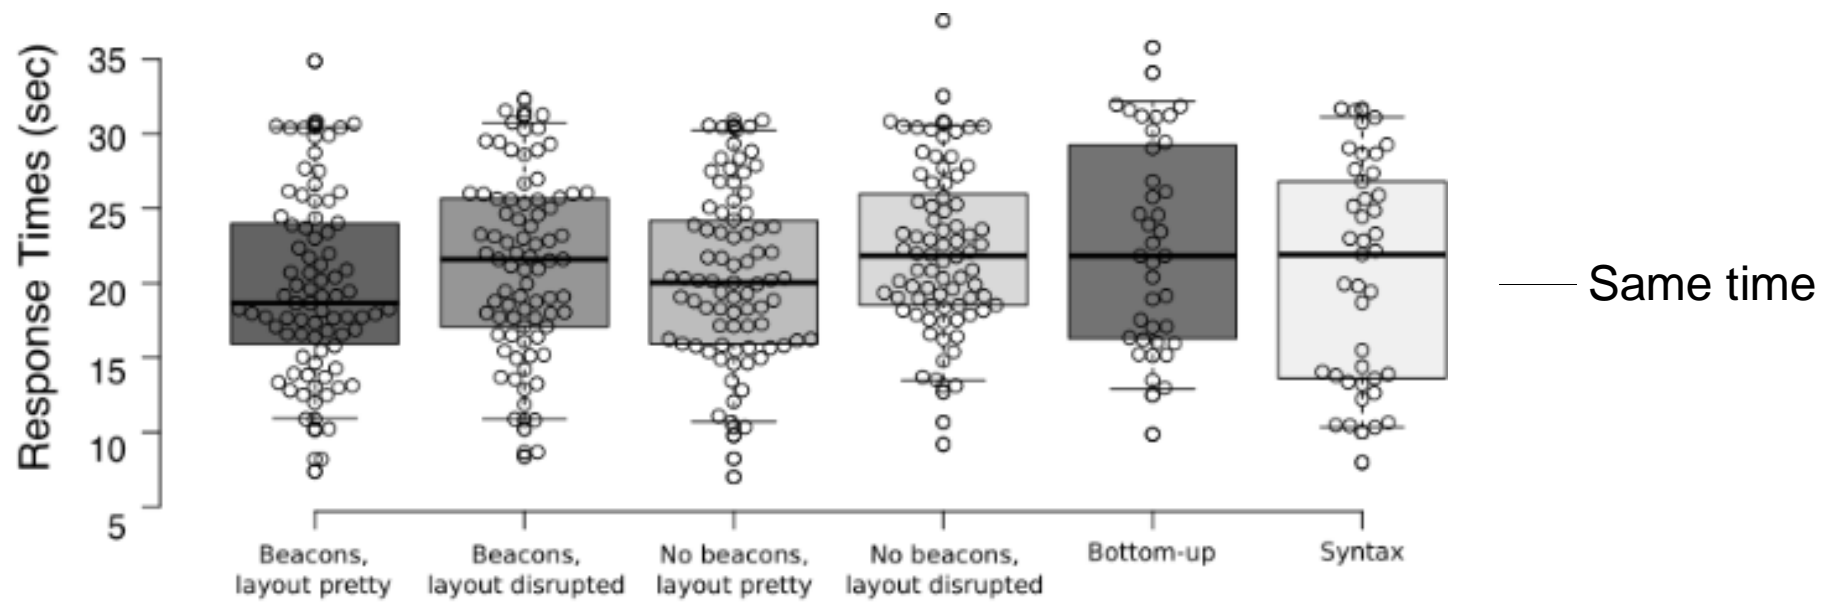 Response Times (sec)
35
30
25
20
15
10
5
Same time
Beacons,
layout pretty
Beacons,
layout disrupted
No beacons,
layout pretty
No beacons,
layout disrupted
Bottom-up
Syntax